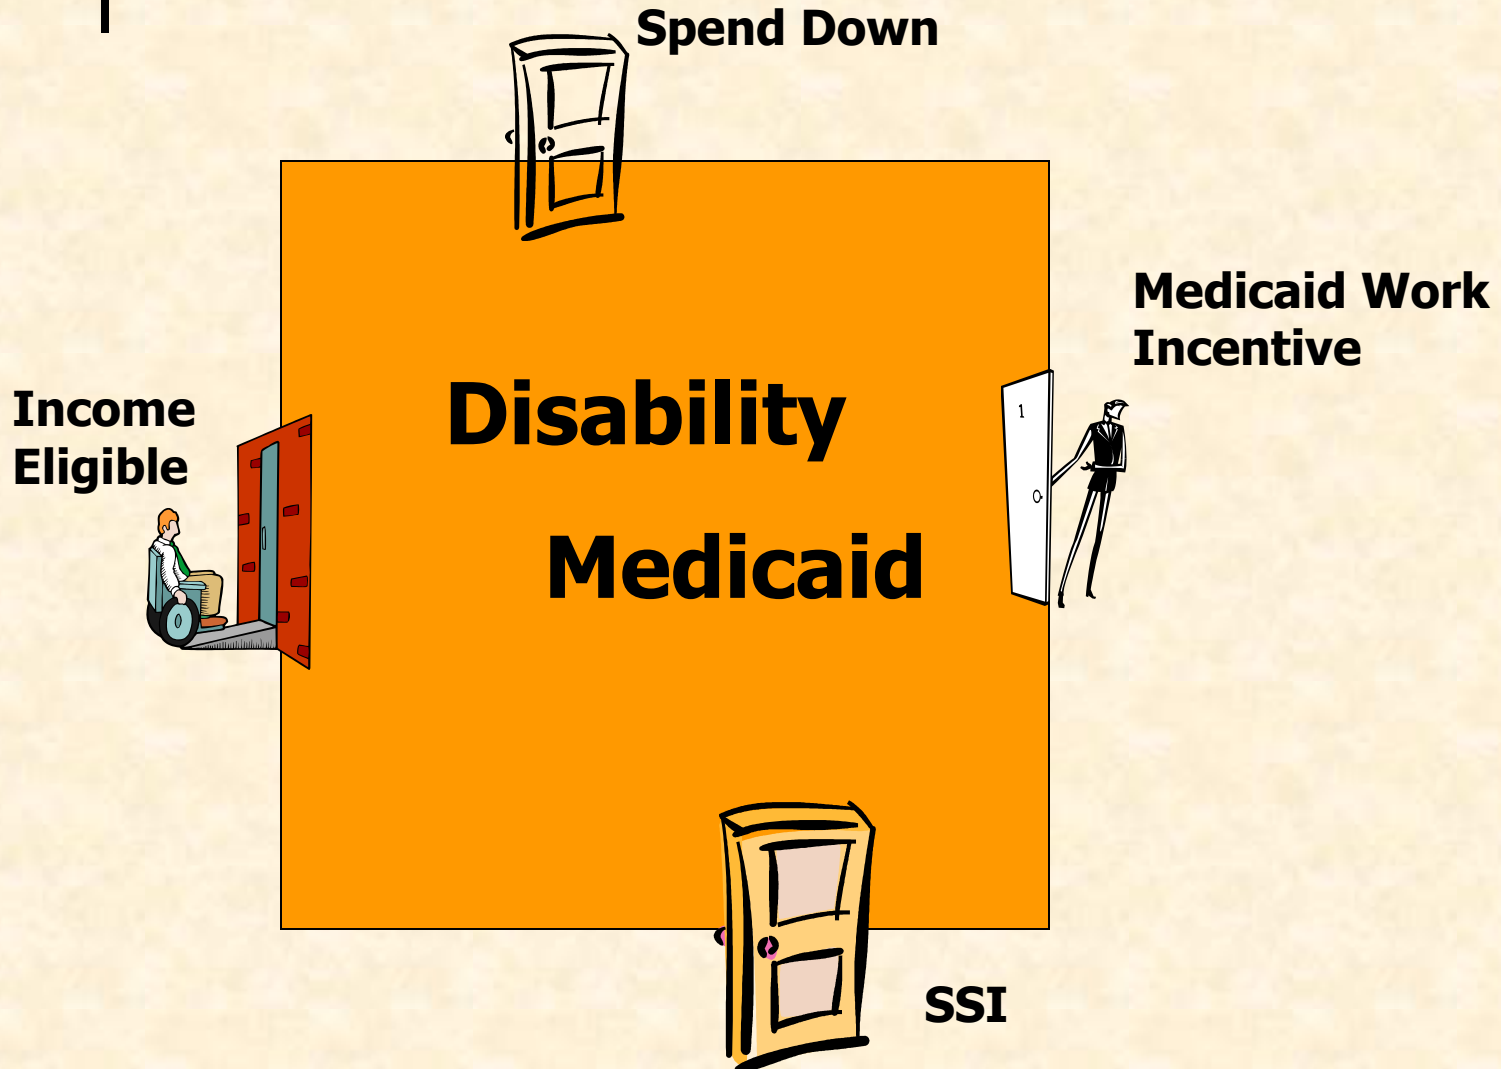 Spend Down
Medicaid Work
Incentive
Income
Eligible
Disability
Medicaid
1
SSI